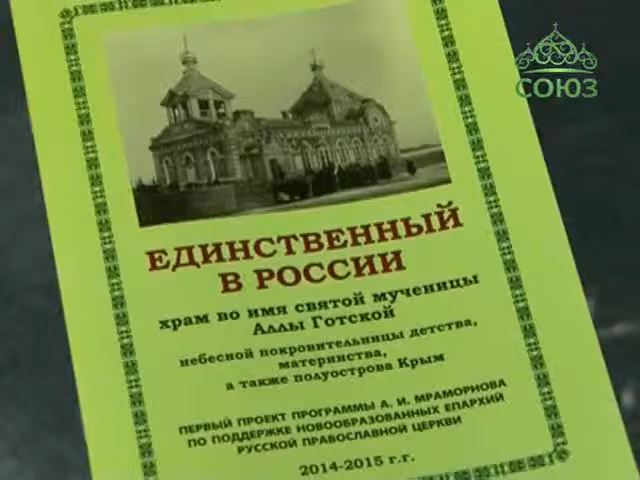 СОЮЗ
ЕДИНСТВЕННЫЙ
В РОССИИ
храм во имя святой мученицы
Аллы Готской
небесной покровительницы детства,
материнства,
а также полуострова Крым
ПЕРВЫЙ ПРОЕКТ ПРОГРАММЫ А. И. МРАМОРНОВА
ПО ПОДДЕРЖКЕ НОВООБРАЗОВАННЫХ ЕПАРХИЙ
РУССКОЙ ПРАВОСЛАВНОЙ ЦЕРКВИ
2014-2015 г.г.